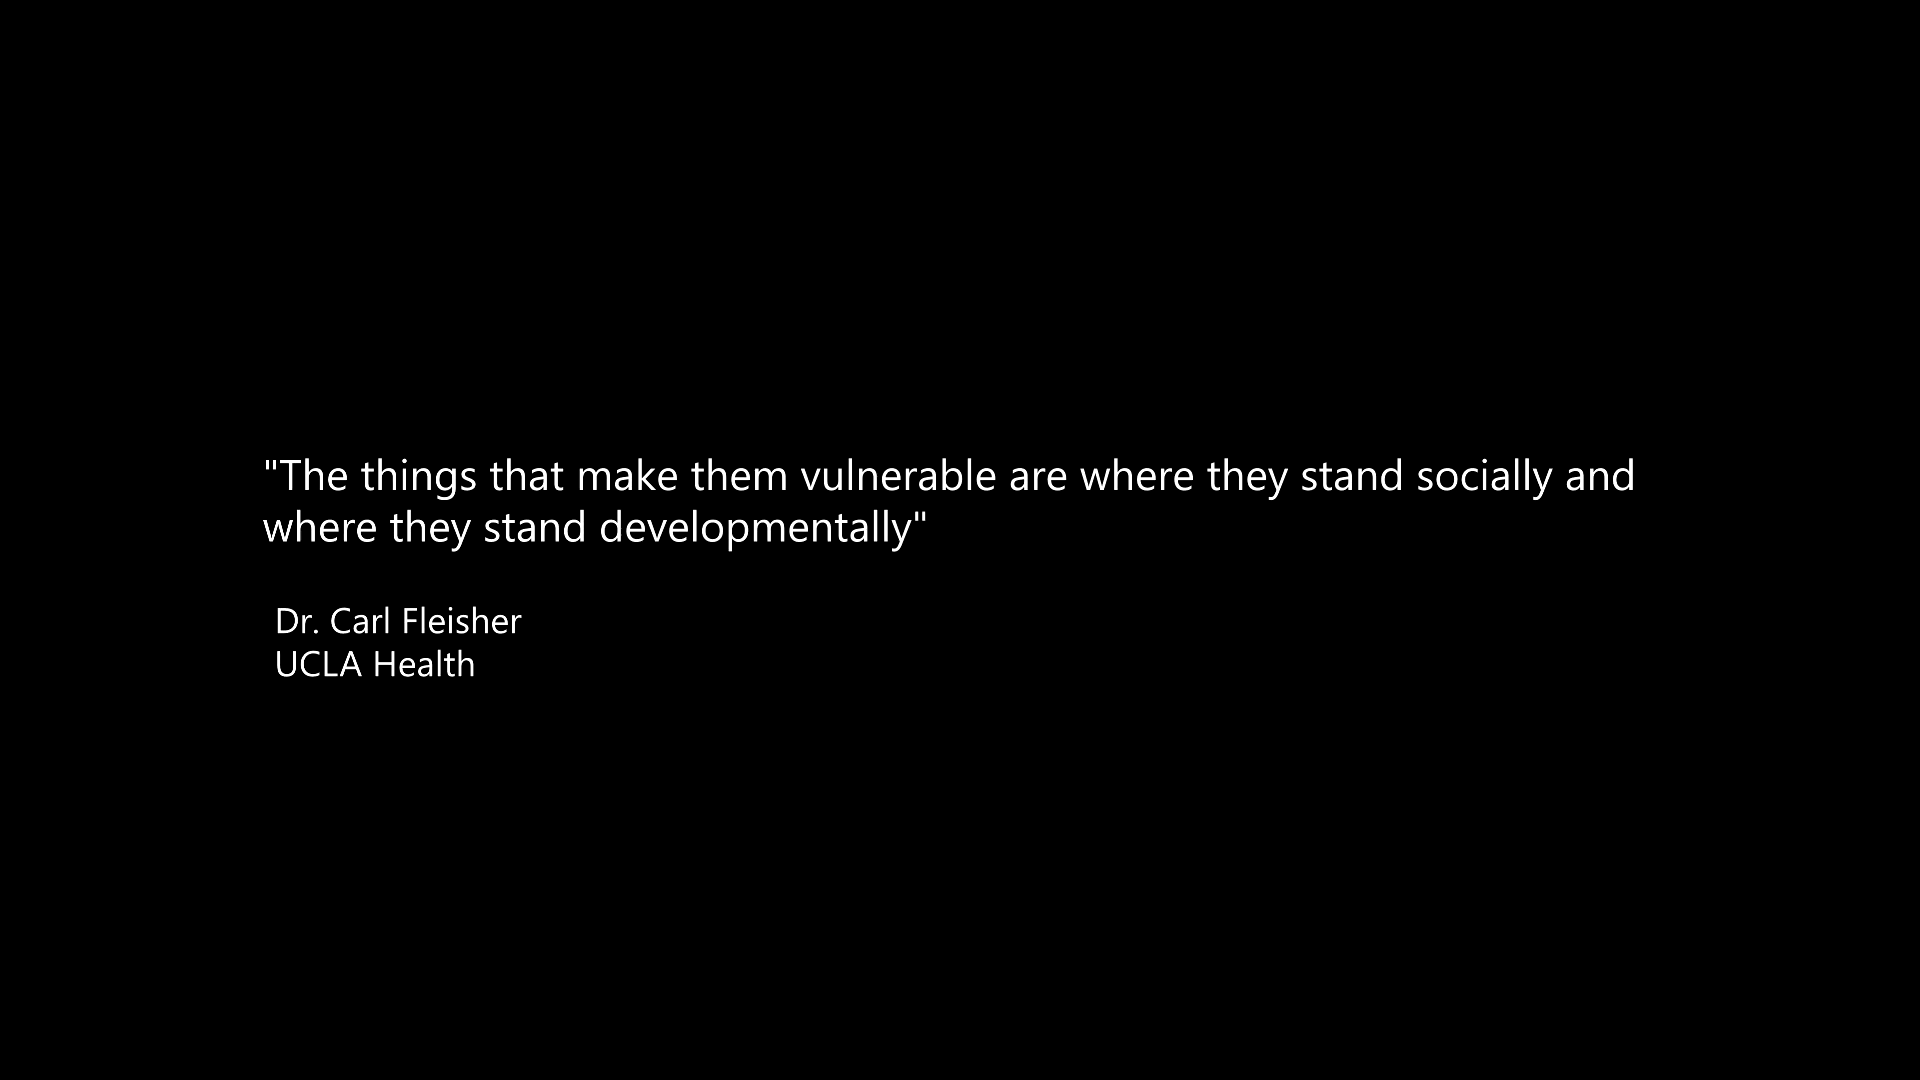 "The things that make them vulnerable are where they stand socially and
where they stand developmentally"
Dr. Carl Fleisher
UCLA Health